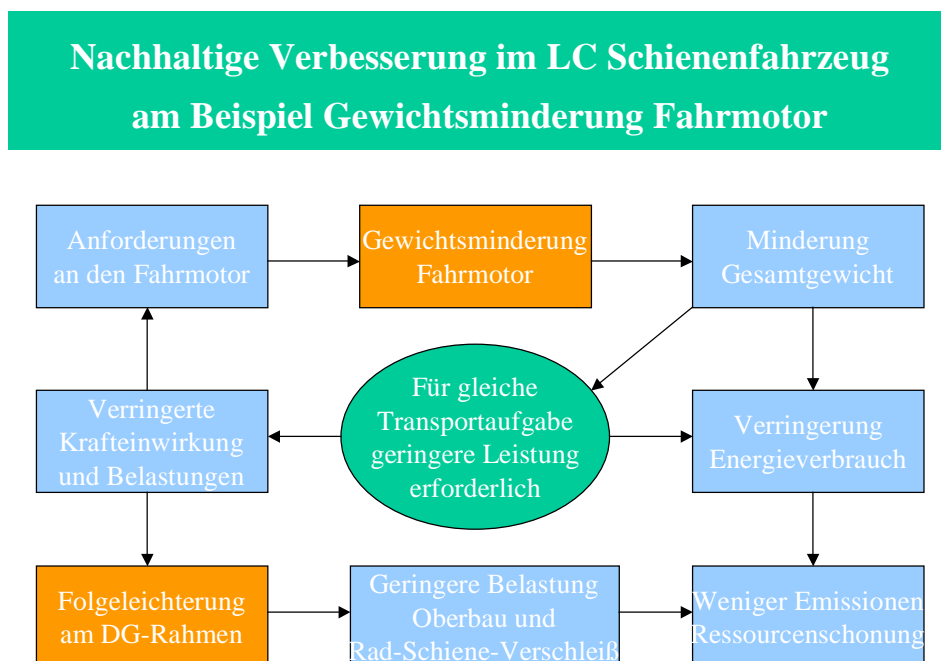 Nachhaltige Verbesserung im LC Schienenfahrzeug
am Beispiel Gewichtsminderung Fahrmotor
Anforderungen
an den Fahrmotor
Gewichtsminderung
Fahrmotor
Minderung
Gesamtgewicht
Verringerte
Krafteinwirkung
und Belastungen
Für gleiche
Transportaufgabe
geringere Leistung
erforderlich
Verringerung
Energieverbrauch
Folgeleichterung
am DG-Rahmen
Geringere Belastung
Oberbau und
Rad-Schiene-Verschleiß
Weniger Emissionen
Ressourcenschonung